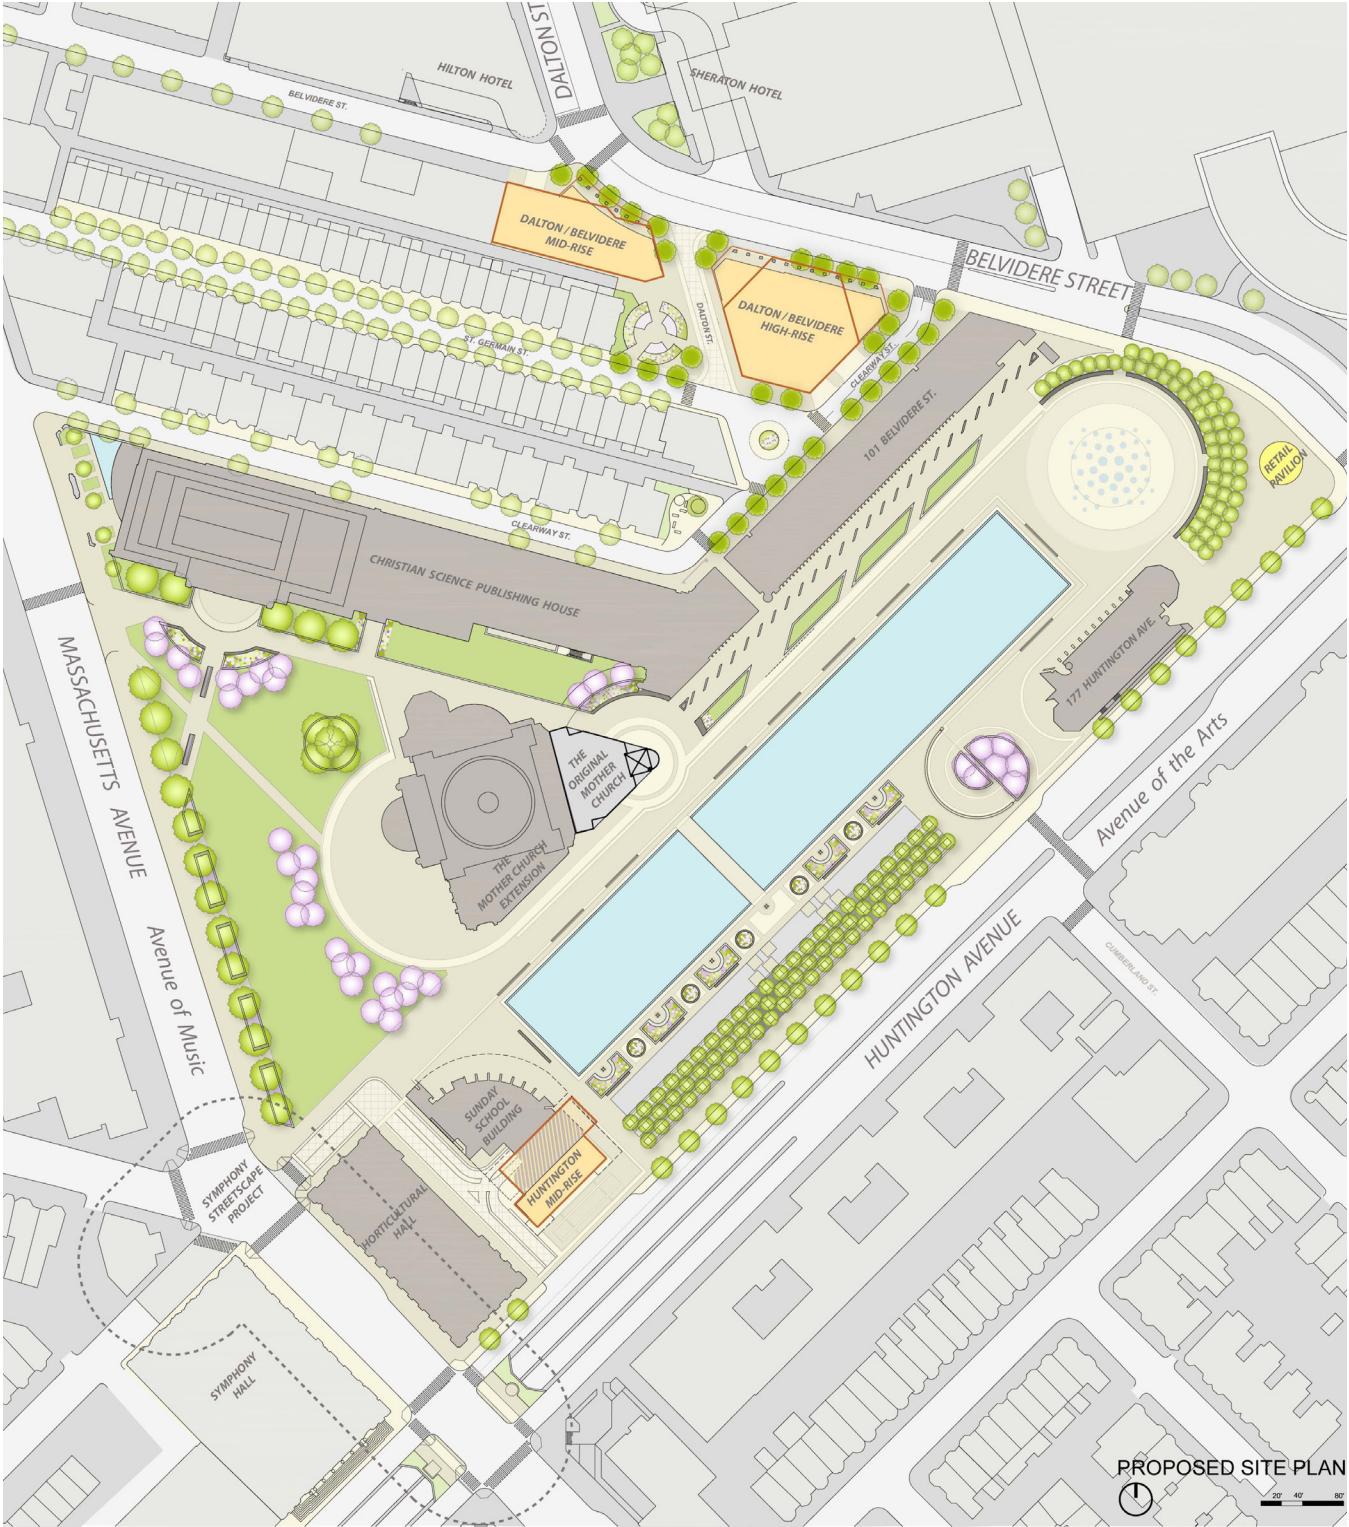 DALTON ST
HILTON HOTEL
SHERATON HOTEL
BELVIDERE ST.
DALTON / BELVIDERE
MID-RISE
BELVIDERE STREET
DALTON ST.
DALTON / BELVIDERE
HIGH-RISE
ST. GERMAIN ST.
CLEARWAY ST.
101 BELVIDERE ST.
RETAIL
PAVILION
CLEARWAY ST.
CHRISTIAN SCIENCE PUBLISHING HOUSE
177 HUNTINGTON AVE.
MASSACHUSETTS AVENUE
THE
ORIGINAL
MOTHER
CHURCH
Avenue of the Arts
THE
MOTHER CHURCH
EXTENSION
Avenue of Music
HUNTINGTON AVENUE
CUMBERLAND ST.
SUNDAY
SCHOOL
BUILDING
HUNTINGTON
MID-RISE
SYMPHONY
STREETSCAPE
PROJECT
HORTICULTURAL
HALL
SYMPHONY
HALL
PROPOSED SITE PLAN
20' 40' 80'